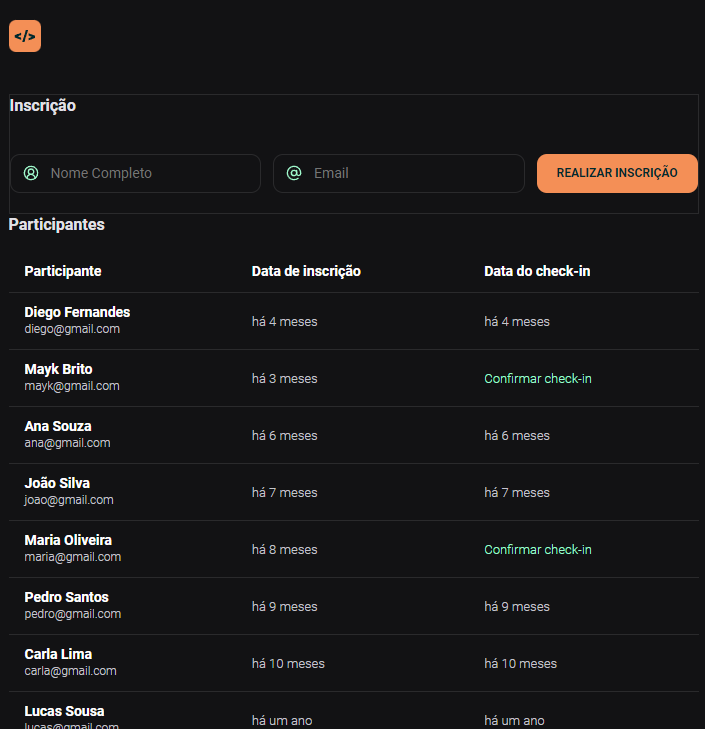 </>
Inscrição
Nome Completo Email REALIZAR INSCRIÇÃO
Participantes
Participante Data de inscrição Data do check-in
Diego Fernandes
diego@gmail.com há 4 meses há 4 meses
Mayk Brito
mayk@gmail.com há 3 meses Confirmar check-in
Ana Souza
ana@gmail.com há 6 meses há 6 meses
João Silva
joao@gmail.com há 7 meses há 7 meses
Maria Oliveira
maria@gmail.com há 8 meses Confirmar check-in
Pedro Santos
pedro@gmail.com há 9 meses há 9 meses
Carla Lima
carla@gmail.com há 10 meses há 10 meses
Lucas Sousa
lucas@gmail.com há um ano há um ano